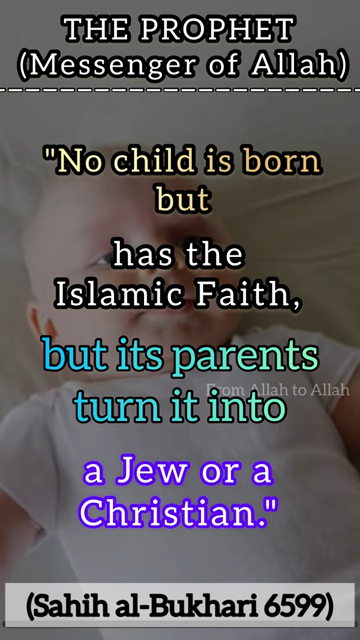 THE PROPHET
(Messenger of Allah)
"No child is born
but
has the
Islamic Faith,
but its parents
From Allah to Allah
turn it into
a Jew or a
Christian."
(Sahih al-Bukhari 6599)